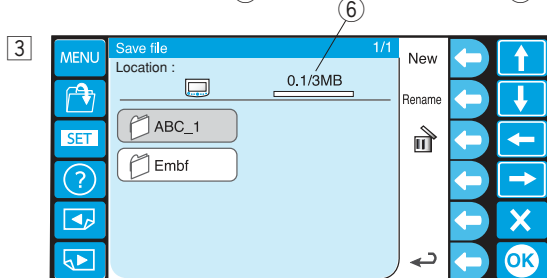 6
3
MENU
Save file 1/1
Location :
0.1/3MB
New
Rename
SET
ABC_1
Embf
?
X
OK